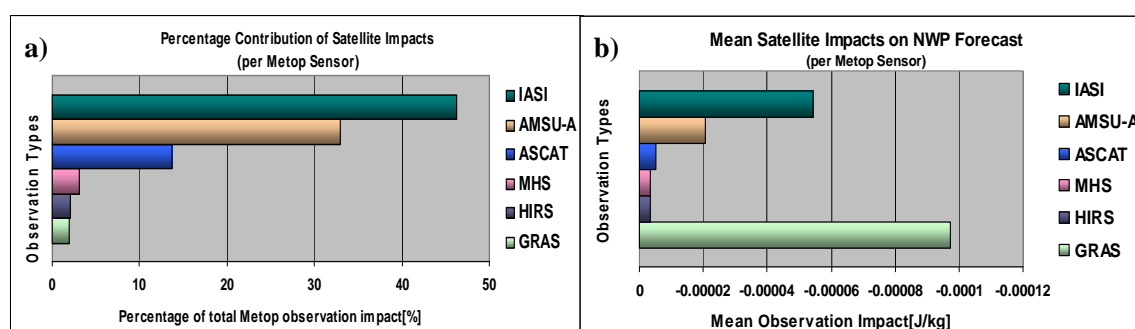 a)
Percentage Contribution of Satellite Impacts
(per Metop Sensor)
Observation Types
IASI
AMSU-A
ASCAT
MHS
HIRS
GRAS
0 10 20 30 40 50
Percentage of total Metop observation impact[%]
b)
Mean Satellite Impacts on NWP Forecast
(per Metop Sensor)
Observation Types
IASI
AMSU-A
ASCAT
MHS
HIRS
GRAS
0 -0.00002 -0.00004 -0.00006 -0.00008 -0.0001 -0.00012
Mean Observation Impact[J/kg]